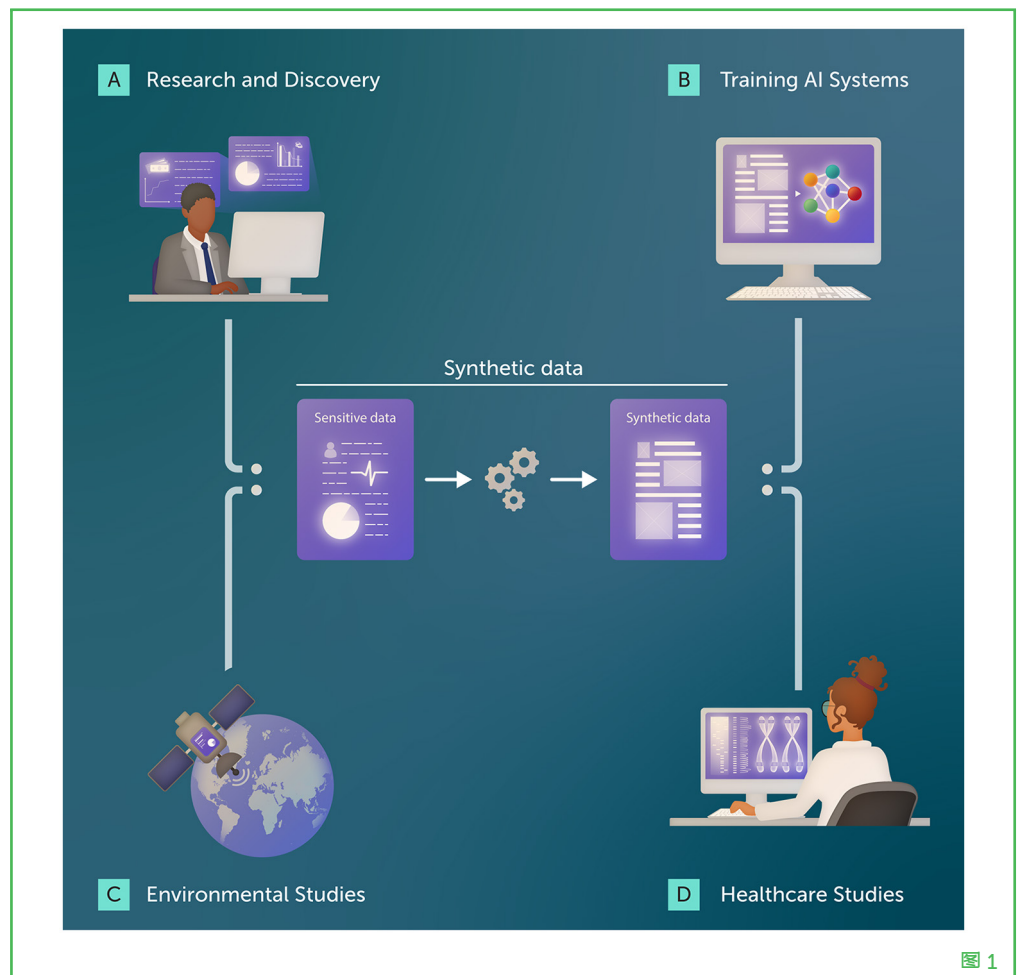 A Research and Discovery
B Training AI Systems
Synthetic data
Sensitive data
Synthetic data
C Environmental Studies
D Healthcare Studies
图 1